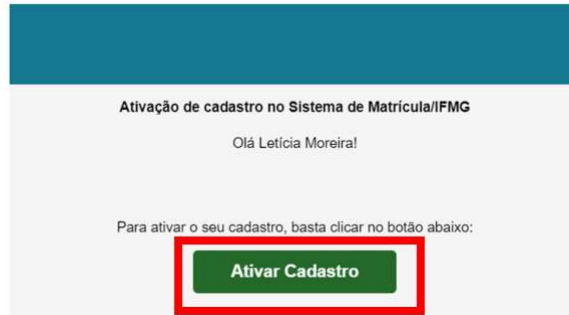 Ativação de cadastro no Sistema de Matrícula/IFMG
Olá Letícia Moreira!
Para ativar o seu cadastro, basta clicar no botão abaixo:
Ativar Cadastro